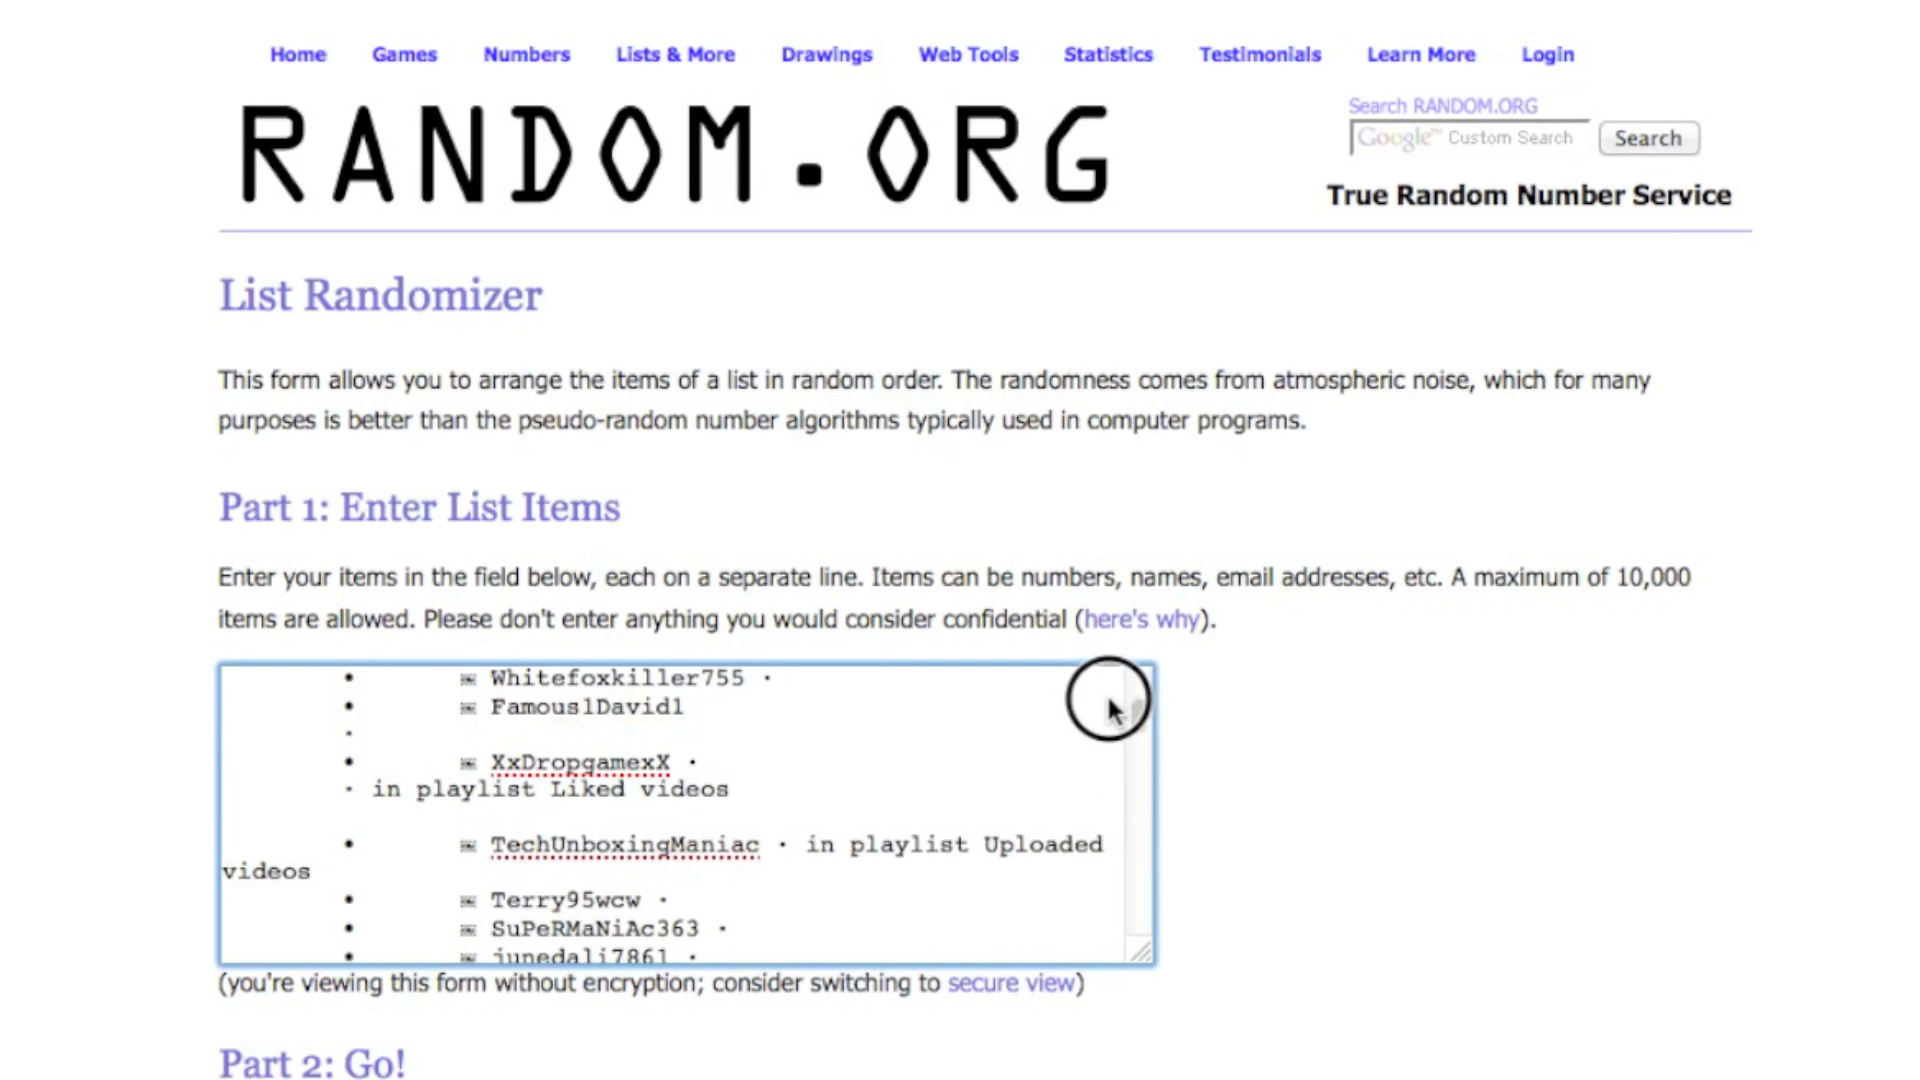 Home Games Numbers Lists & More Drawings Web Tools Statistics Testimonials Learn More Login
RANDOM.ORG
Search RANDOM.ORG
Google™ Custom Search Search
True Random Number Service
List Randomizer
This form allows you to arrange the items of a list in random order. The randomness comes from atmospheric noise, which for many
purposes is better than the pseudo-random number algorithms typically used in computer programs.
Part 1: Enter List Items
Enter your items in the field below, each on a separate line. Items can be numbers, names, email addresses, etc. A maximum of 10,000
items are allowed. Please don't enter anything you would consider confidential (here's why).
• Whitefoxkiller755 ·
• Famous1David1
·
• XxDropgamexX ·
· in playlist Liked videos
• TechUnboxingManiac · in playlist Uploaded
videos
• Terry95wcw ·
• SuPeRMaNiAc363 ·
• junedali7861 ·
(you're viewing this form without encryption; consider switching to secure view)
Part 2: Go!